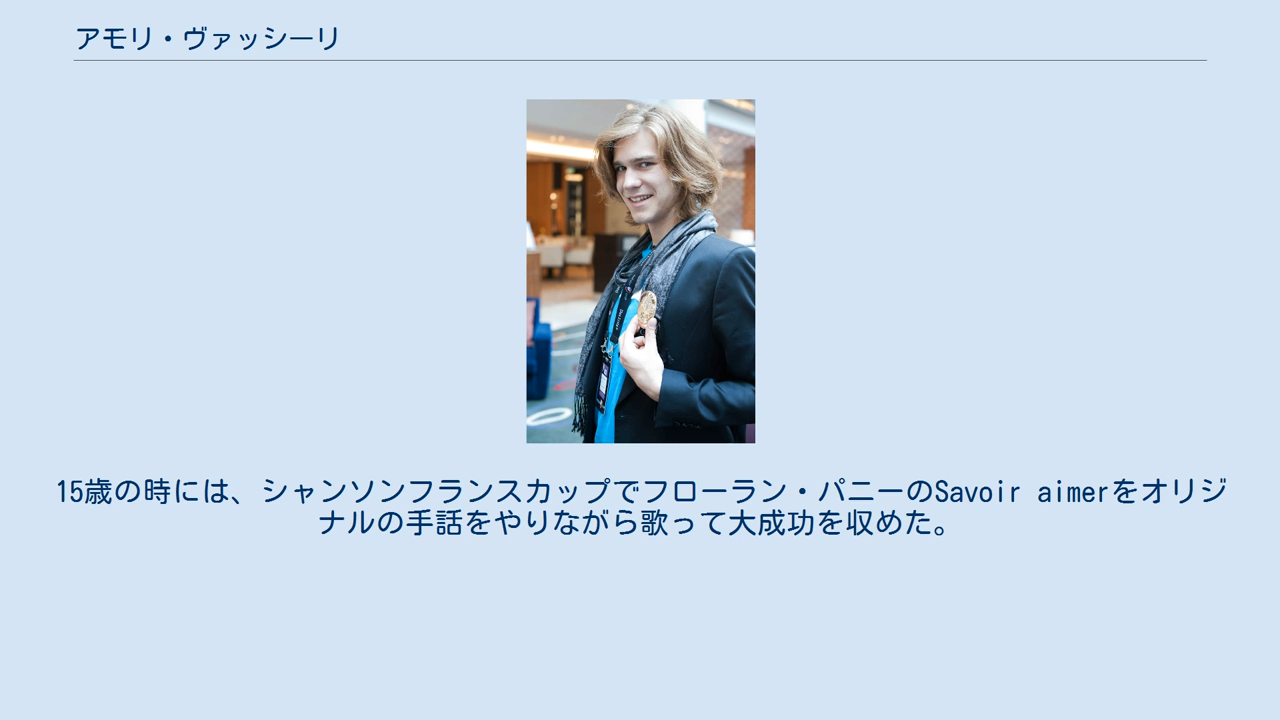 アモリ・ヴァッシーリ
15歳の時には、シャンソンフランスカップでフローラン・パニーのSavoir aimerをオリジ
ナルの手話をやりながら歌って大成功を収めた。